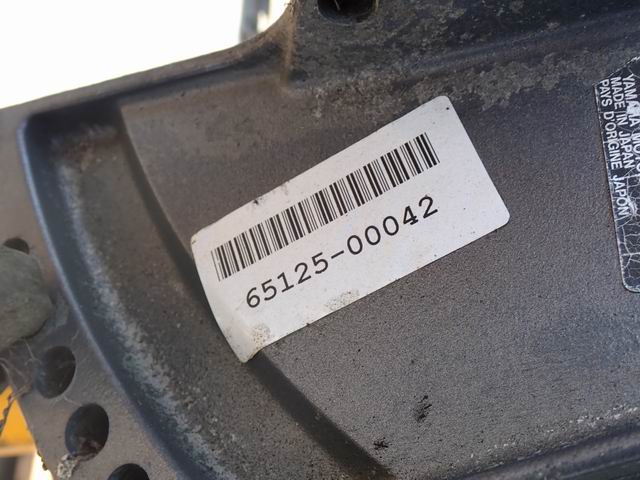 65125-00042
MADE IN JAPAN
PAYS D'ORIGINE JAPON